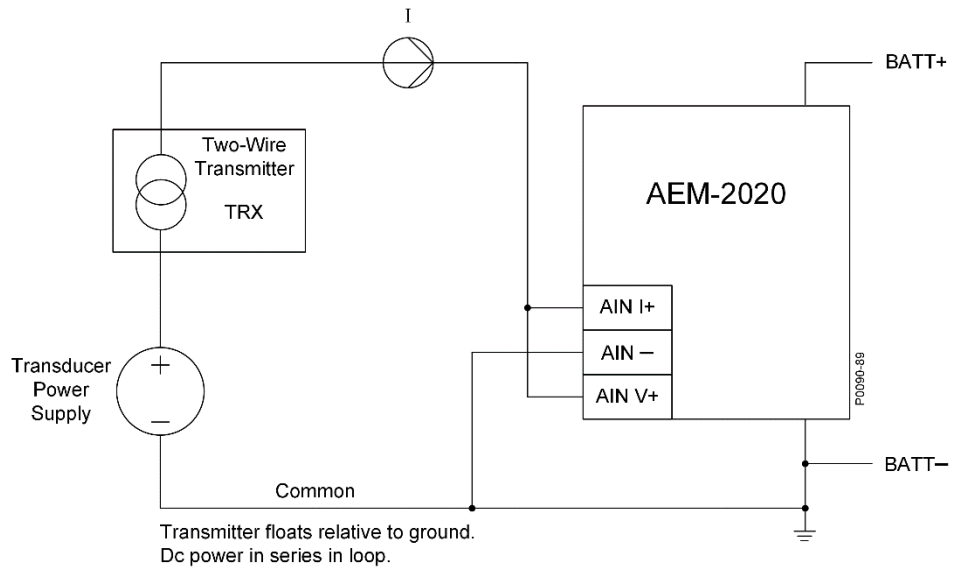 I
BATT+
Two-Wire
Transmitter
TRX
AEM-2020
AIN I+
AIN –
AIN V+
P0090-89
Transducer
Power
Supply
+
–
BATT–
Common
Transmitter floats relative to ground.
Dc power in series in loop.